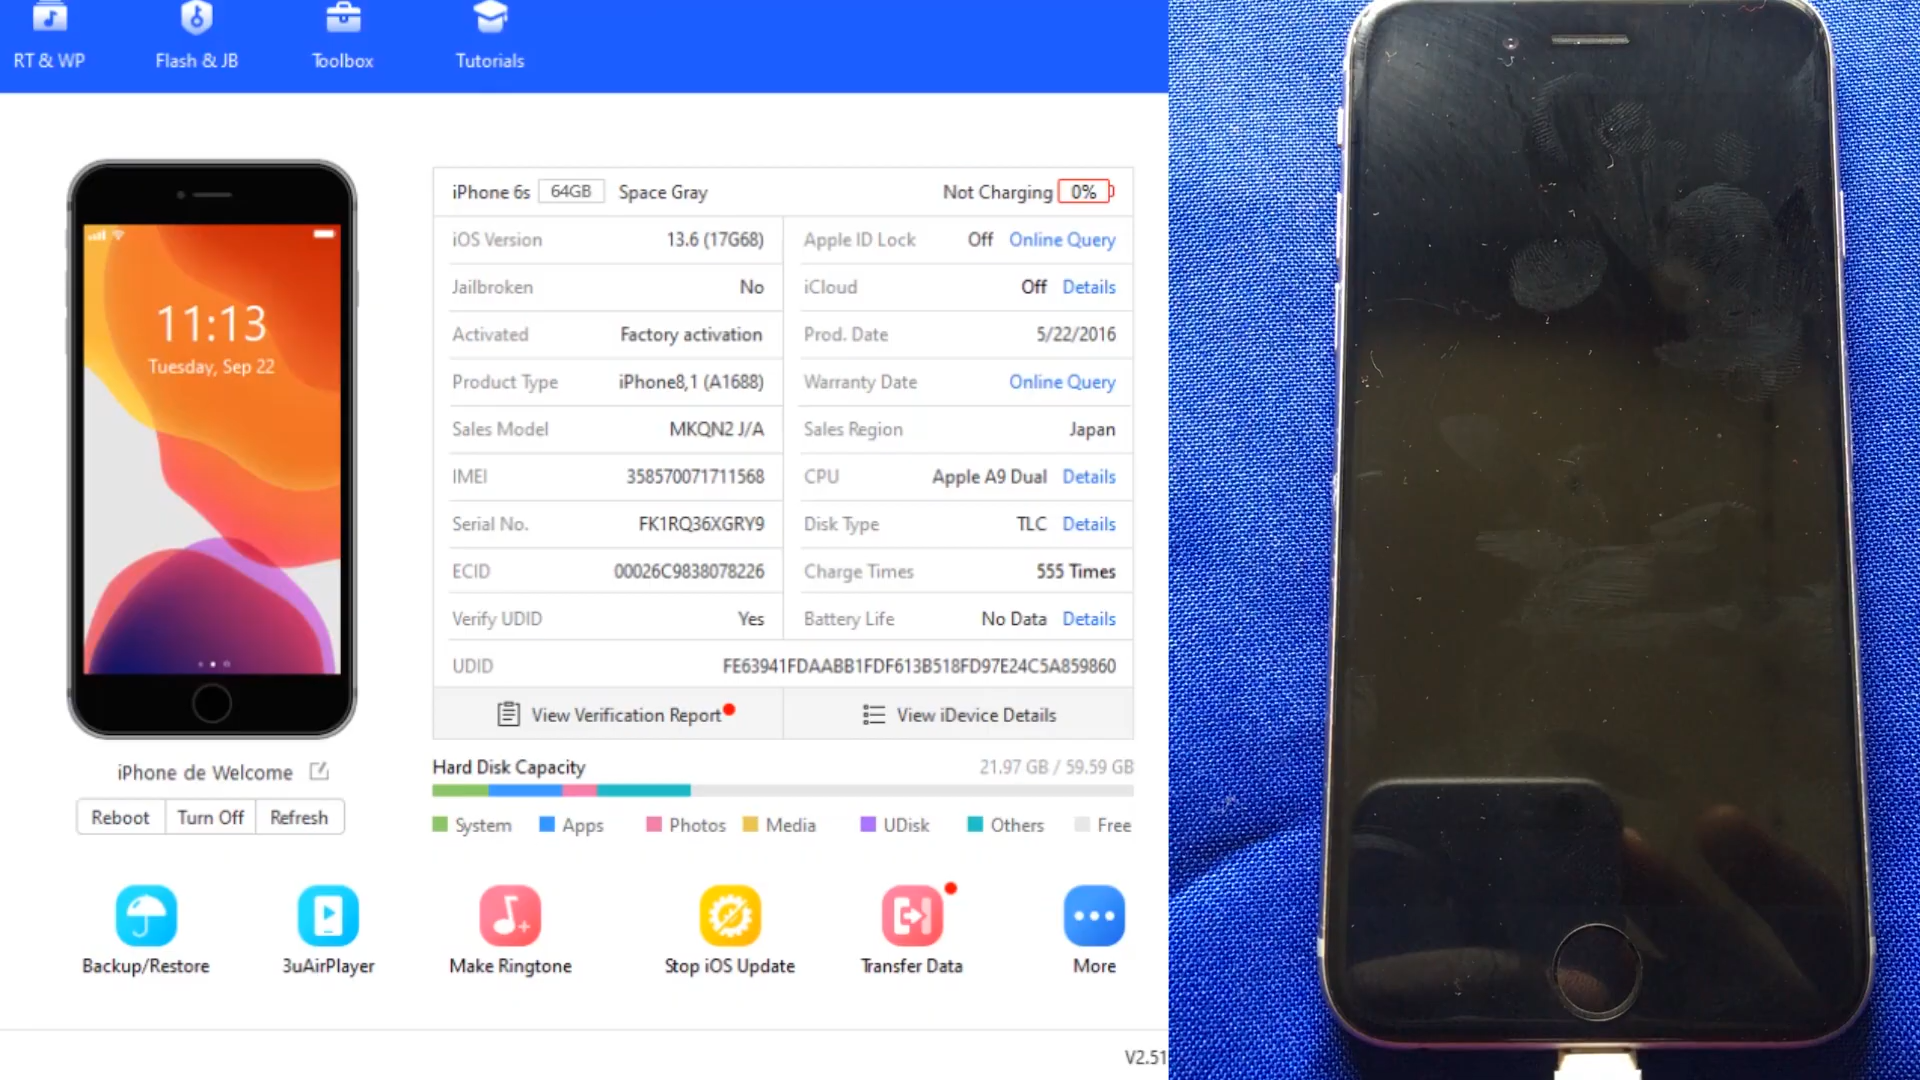 RT & WP
Flash & JB
Toolbox
Tutorials
iPhone 6s 64GB Space Gray Not Charging 0%
iOS Version 13.6 (17G68) Apple ID Lock Off Online Query
Jailbroken No iCloud Off Details
Activated Factory activation Prod. Date 5/22/2016
Product Type iPhone8,1 (A1688) Warranty Date Online Query
Sales Model MKQN2 J/A Sales Region Japan
IMEI 358570071711568 CPU Apple A9 Dual Details
Serial No. FK1RQ36XGRY9 Disk Type TLC Details
ECID 00026C9838078226 Charge Times 555 Times
Verify UDID Yes Battery Life No Data Details
UDID FE63941FDAABB1FDF613B518FD97E24C5A859860
View Verification Report View iDevice Details
11:13
Tuesday, Sep 22
iPhone de Welcome
Reboot Turn Off Refresh
Hard Disk Capacity 21.97 GB / 59.59 GB
System Apps Photos Media UDisk Others Free
Backup/Restore
3uAirPlayer
Make Ringtone
Stop iOS Update
Transfer Data
More
V2.51